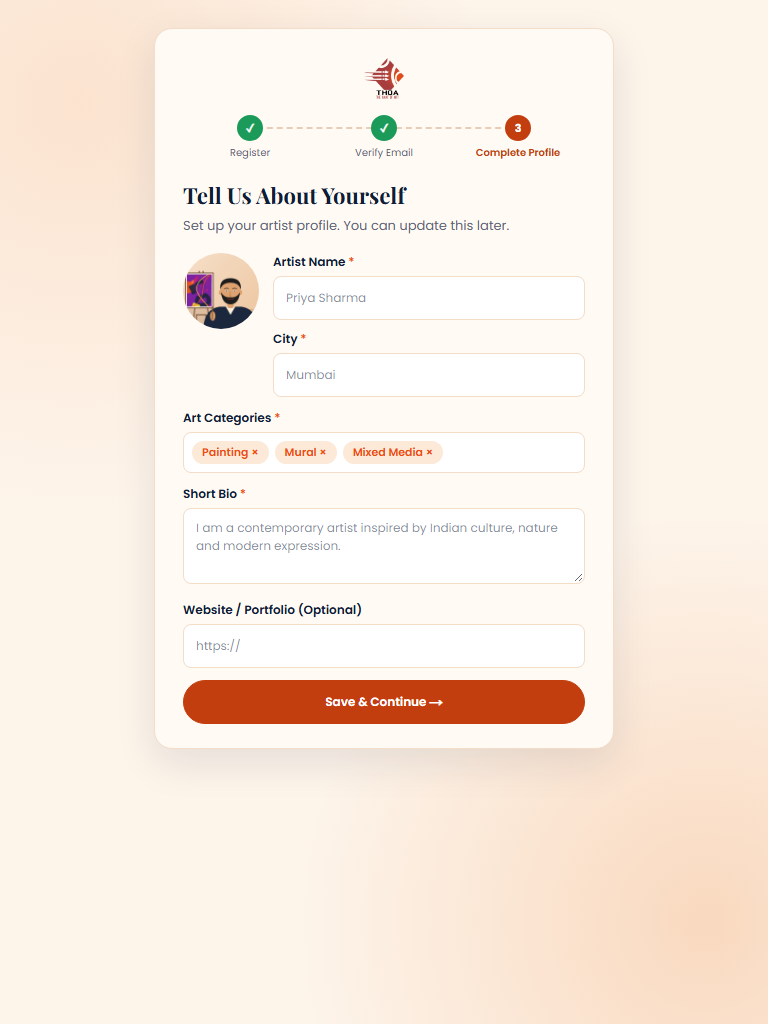 THOA
✓
✓
3
Register
Verify Email
Complete Profile
Tell Us About Yourself
Set up your artist profile. You can update this later.
Artist Name *
Priya Sharma
City *
Mumbai
Art Categories *
Painting ×
Mural ×
Mixed Media ×
Short Bio *
I am a contemporary artist inspired by Indian culture, nature
and modern expression.
Website / Portfolio (Optional)
https://
Save & Continue →